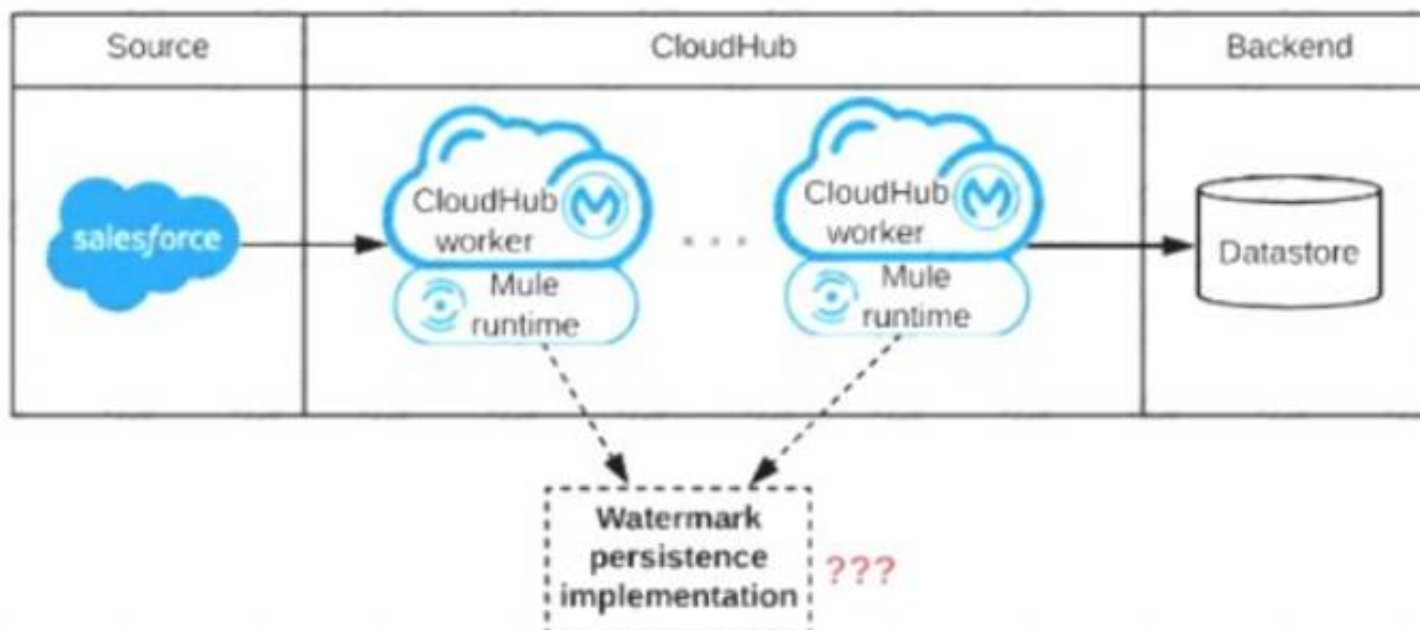 Source
CloudHub
Backend
salesforce
CloudHub
worker
Mule
runtime
CloudHub
worker
Mule
runtime
Datastore
Watermark
persistence
implementation
???